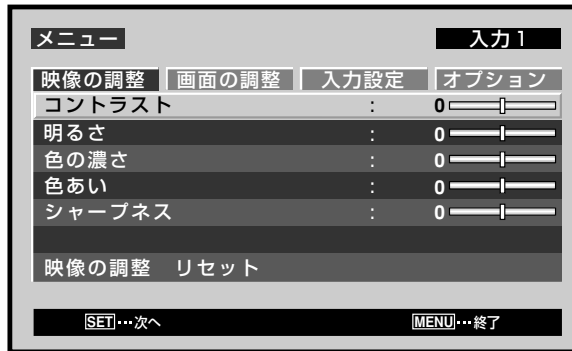 メニュー 入力1
映像の調整 画面の調整 入力設定 オプション
コントラスト : 0
明るさ : 0
色の濃さ : 0
色あい : 0
シャープネス : 0
映像の調整 リセット
SET…次へ MENU…終了